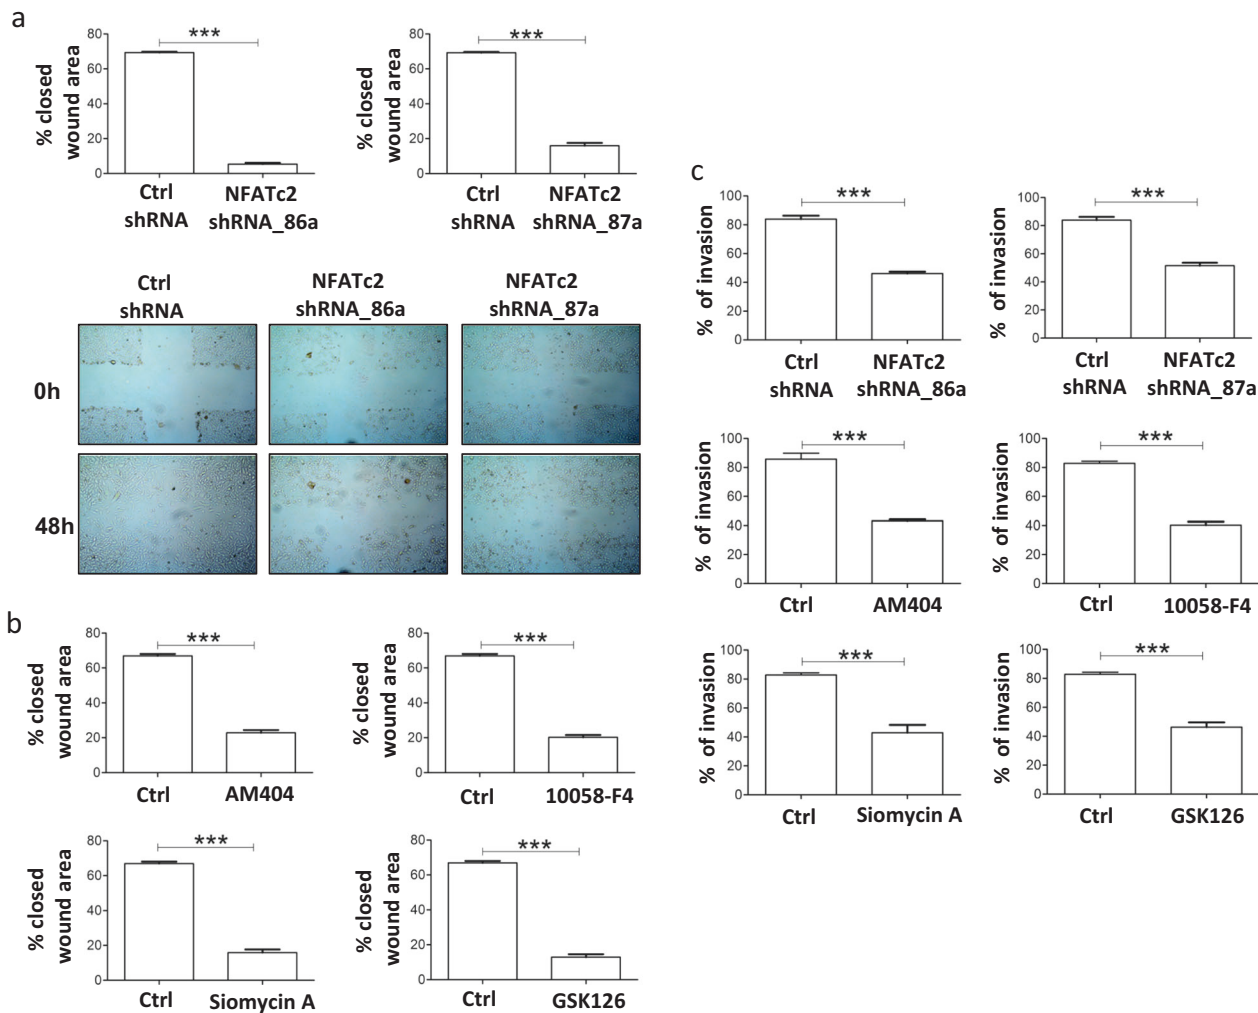 a
80
60
40
20
0
% closed
wound area
***
Ctrl
shRNA
NFATc2
shRNA_86a
80
60
40
20
0
% closed
wound area
***
Ctrl
shRNA
NFATc2
shRNA_87a
Ctrl
shRNA
NFATc2
shRNA_86a
NFATc2
shRNA_87a
0h
48h
b
80
60
40
20
0
% closed
wound area
***
Ctrl
AM404
80
60
40
20
0
% closed
wound area
***
Ctrl
10058-F4
80
60
40
20
0
% closed
wound area
***
Ctrl
Siomycin A
80
60
40
20
0
% closed
wound area
***
Ctrl
GSK126
c
100
80
60
40
20
0
% of invasion
***
Ctrl
shRNA
NFATc2
shRNA_86a
100
80
60
40
20
0
% of invasion
***
Ctrl
shRNA
NFATc2
shRNA_87a
100
80
60
40
20
0
% of invasion
***
Ctrl
AM404
100
80
60
40
20
0
% of invasion
***
Ctrl
10058-F4
100
80
60
40
20
0
% of invasion
***
Ctrl
Siomycin A
100
80
60
40
20
0
% of invasion
***
Ctrl
GSK126